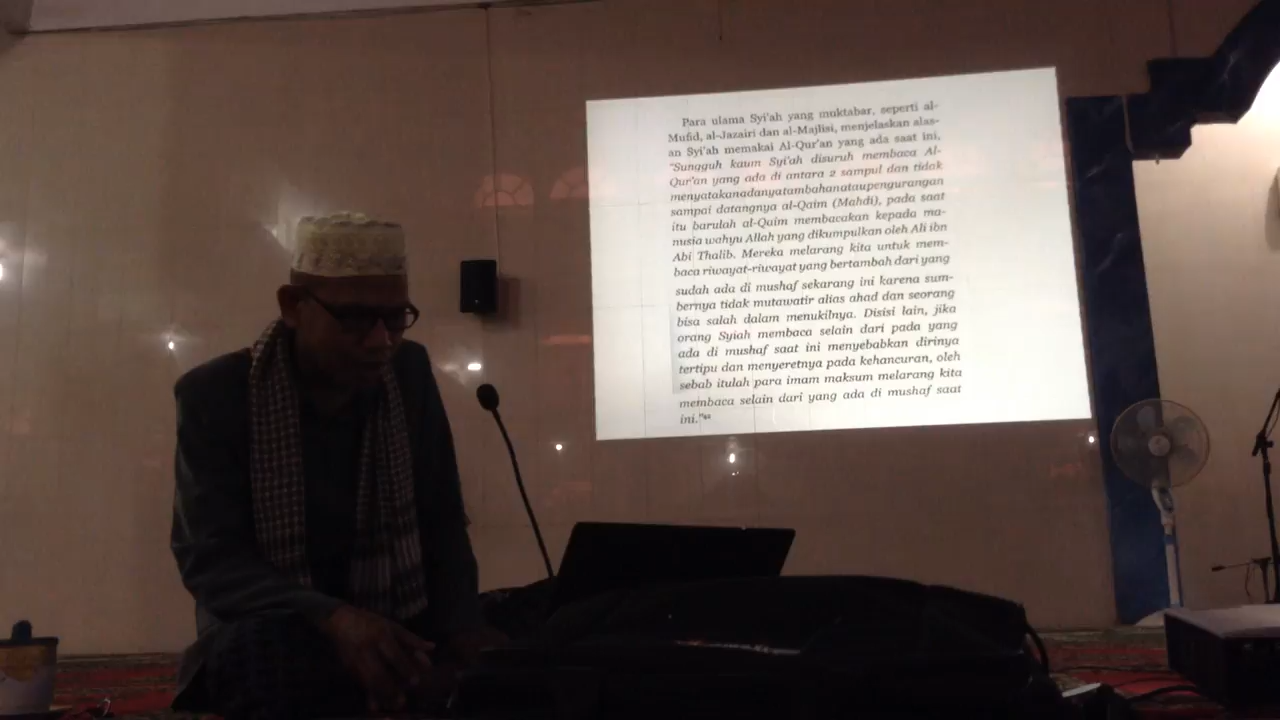 Para ulama Syi'ah yang muktabar, seperti al-
Mufid, al-Jazairi dan al-Majlisi, menjelaskan alas-
an Syi'ah memakai Al-Qur'an yang ada saat ini,
"Sungguh kaum Syi'ah disuruh membaca Al-
Qur'an yang ada di antara 2 sampul dan tidak
menyatakanadanyatambahanataupengurangan
sampai datangnya al-Qaim (Mahdi), pada saat
itu barulah al-Qaim membacakan kepada ma-
nusia wahyu Allah yang dikumpulkan oleh Ali ibn
Abi Thalib. Mereka melarang kita untuk mem-
baca riwayat-riwayat yang bertambah dari yang
sudah ada di mushaf sekarang ini karena sum-
bernya tidak mutawatir alias ahad dan seorang
bisa salah dalam menukilnya. Disisi lain, jika
orang Syiah membaca selain dari pada yang
ada di mushaf saat ini menyebabkan dirinya
tertipu dan menyeretnya pada kehancuran, oleh
sebab itulah para imam maksum melarang kita
membaca selain dari yang ada di mushaf saat
ini."